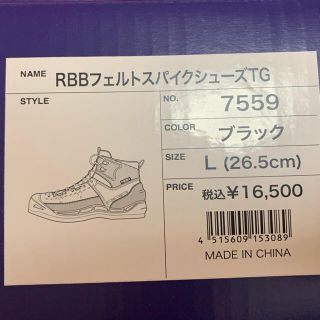 NAME RBBフェルトスパイクシューズTG
STYLE
NO. 7559
COLOR ブラック
SIZE L (26.5cm)
PRICE 税込¥16,500
4 515609 153089
MADE IN CHINA